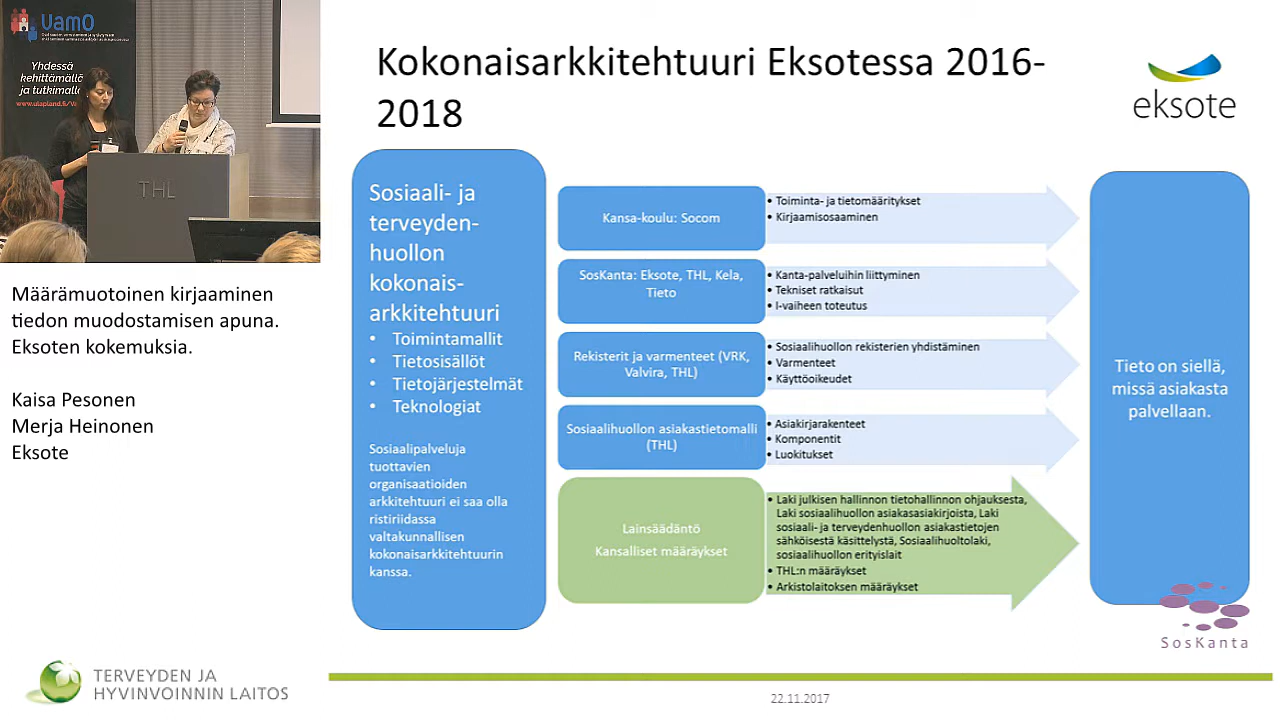 VamO
Yhdessä
kehittämällä
ja tutkimalla
THL
Määrämuotoinen kirjaaminen
tiedon muodostamisen apuna.
Eksoten kokemuksia.
Kaisa Pesonen
Merja Heinonen
Eksote
TERVEYDEN JA
HYVINVOINNIN LAITOS
Kokonaisarkkitehtuuri Eksotessa 2016-
2018
eksote
Sosiaali- ja
terveyden-
huollon
kokonais-
arkkitehtuuri
• Toimintamallit
• Tietosisällöt
• Tietojärjestelmät
• Teknologiat
Sosiaalipalveluja
tuottavien
organisaatioiden
arkkitehtuuri ei saa olla
ristiriidassa
valtakunnallisen
kokonaisarkkitehtuurin
kanssa.
Kansa-koulu: Socom
• Toiminta- ja tietomääritykset
• Kirjaamisosaaminen
SosKanta: Eksote, THL, Kela,
Tieto
• Kanta-palveluihin liittyminen
• Tekniset ratkaisut
• I-vaiheen toteutus
Rekisterit ja varmenteet (VRK,
Valvira, THL)
• Sosiaalihuollon rekisterien yhdistäminen
• Varmenteet
• Käyttöoikeudet
Sosiaalihuollon asiakastietomalli
(THL)
• Asiakirjarakenteet
• Komponentit
• Luokitukset
Lainsäädäntö
Kansalliset määräykset
• Laki julkisen hallinnon tietohallinnon ohjauksesta,
Laki sosiaalihuollon asiakasasiakirjoista, Laki
sosiaali- ja terveydenhuollon asiakastietojen
sähköisestä käsittelystä, Sosiaalihuoltolaki,
sosiaalihuollon erityislait
• THL:n määräykset
• Arkistolaitoksen määräykset
Tieto on siellä,
missä asiakasta
palvellaan.
SosKanta
22.11.2017